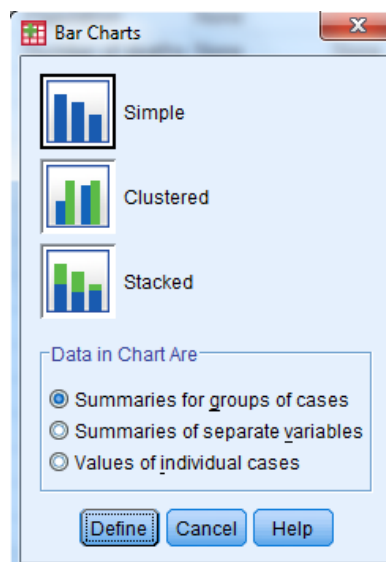 Bar Charts
Simple
Clustered
Stacked
Data in Chart Are
Summaries for groups of cases
Summaries of separate variables
Values of individual cases
Define Cancel Help